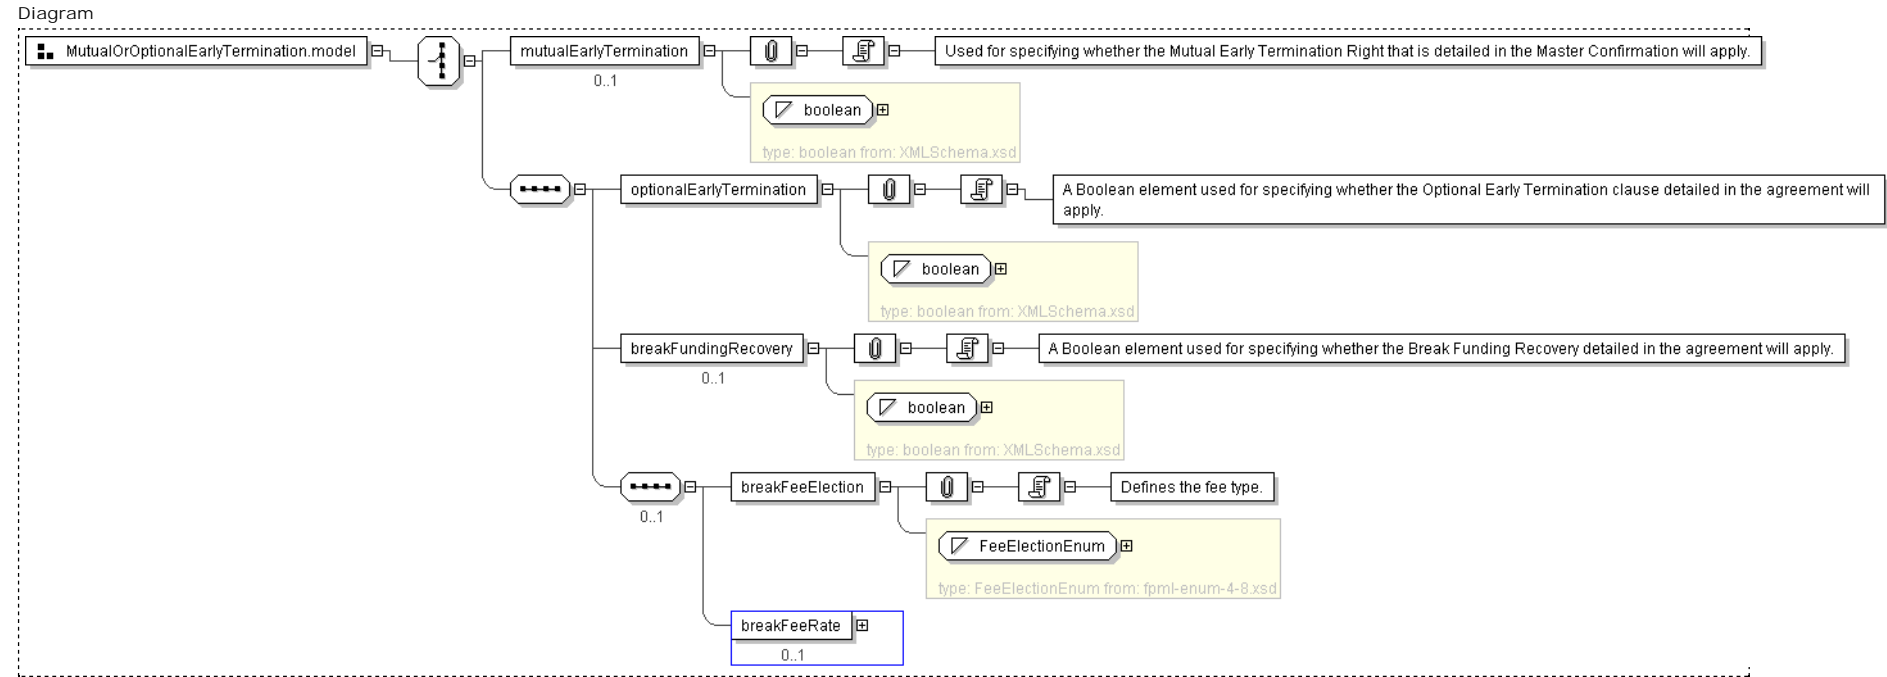 Diagram
MutualOrOptionalEarlyTermination.model
mutualEarlyTermination
Used for specifying whether the Mutual Early Termination Right that is detailed in the Master Confirmation will apply.
0..1
boolean
type: boolean from: XMLSchema.xsd
optionalEarlyTermination
A Boolean element used for specifying whether the Optional Early Termination clause detailed in the agreement will
apply.
boolean
type: boolean from: XMLSchema.xsd
breakFundingRecovery
A Boolean element used for specifying whether the Break Funding Recovery detailed in the agreement will apply.
0..1
boolean
type: boolean from: XMLSchema.xsd
breakFeeElection
Defines the fee type.
0..1
FeeElectionEnum
type: FeeElectionEnum from: fpml-enum-4-8.xsd
breakFeeRate
0..1